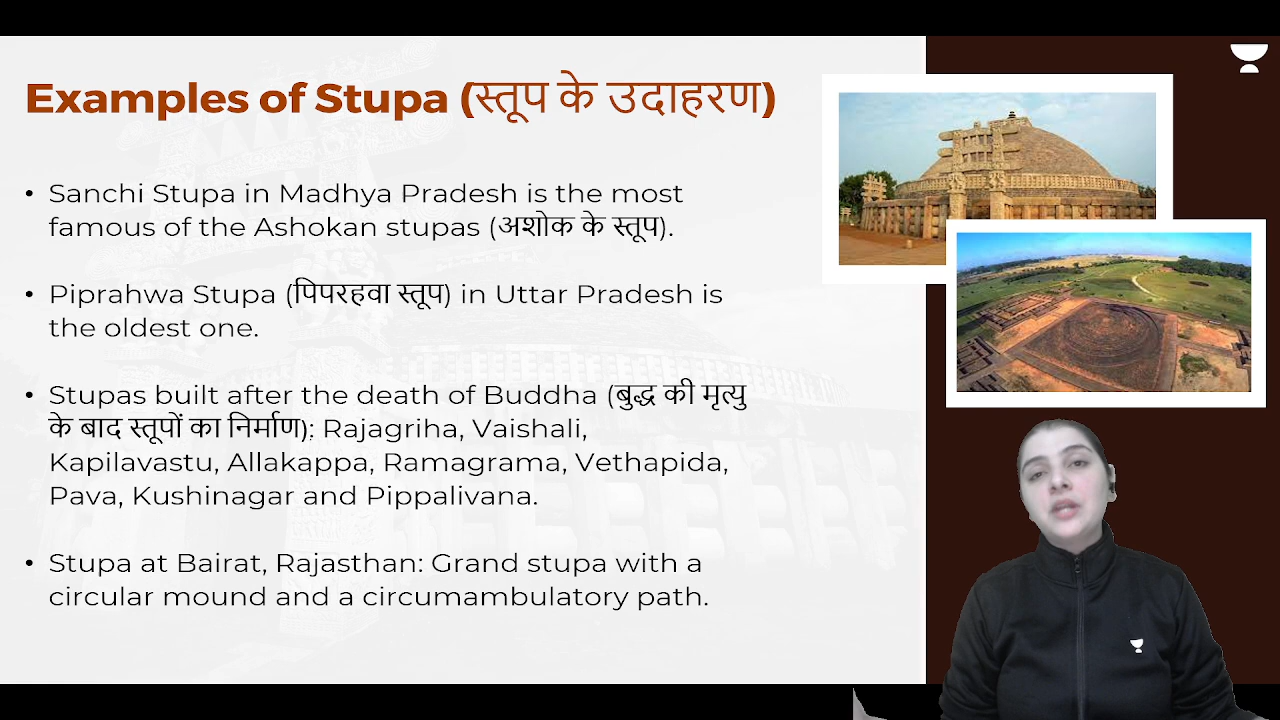 Examples of Stupa (स्तूप के उदाहरण)
• Sanchi Stupa in Madhya Pradesh is the most
famous of the Ashokan stupas (अशोक के स्तूप).
• Piprahwa Stupa (पिपरहवा स्तूप) in Uttar Pradesh is
the oldest one.
• Stupas built after the death of Buddha (बुद्ध की मृत्यु
के बाद स्तूपों का निर्माण): Rajagriha, Vaishali,
Kapilavastu, Allakappa, Ramagrama, Vethapida,
Pava, Kushinagar and Pippalivana.
• Stupa at Bairat, Rajasthan: Grand stupa with a
circular mound and a circumambulatory path.